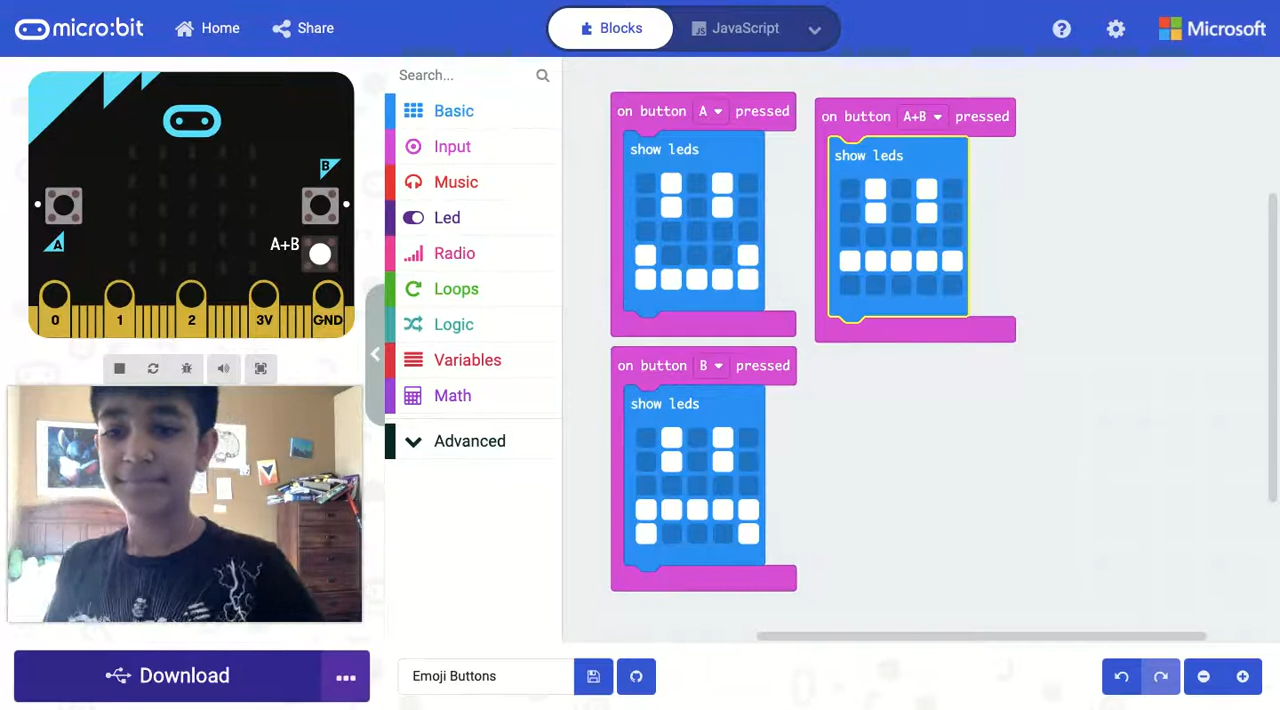 micro:bit
Home
Share
Blocks
JS JavaScript
Microsoft
B
A
A+B
0 1 2 3V GND
Search...
Basic
Input
Music
Led
Radio
Loops
Logic
Variables
Math
Advanced
on button A pressed
show leds
on button A+B pressed
show leds
on button B pressed
show leds
Download
Emoji Buttons